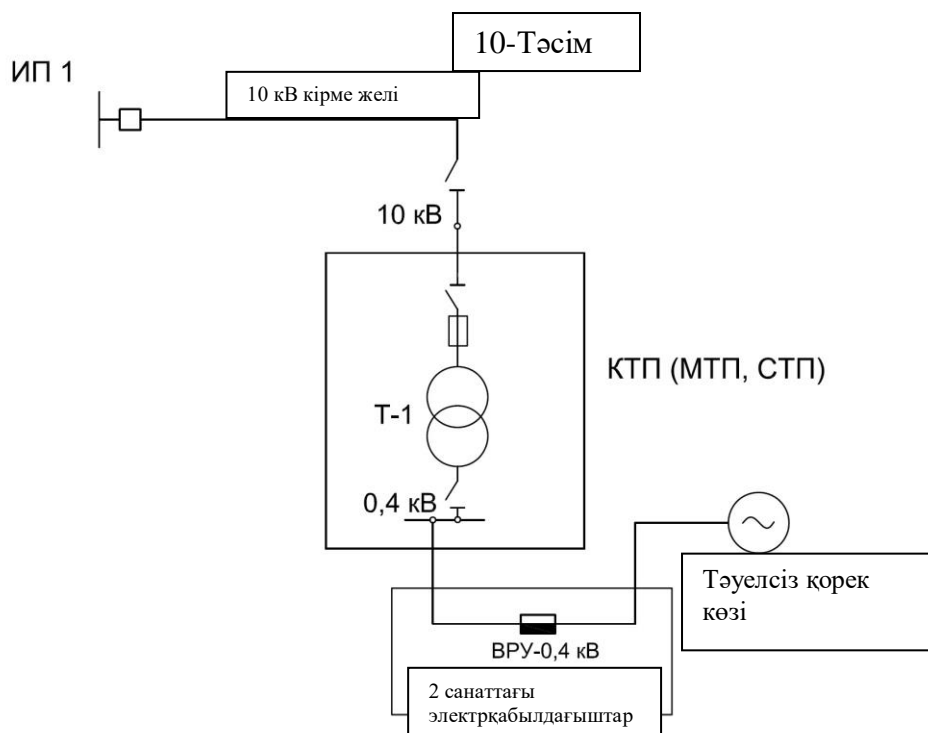 10-Тәсім
ИП 1
10 кВ кірме желі
10 кВ
КТП (МТП, СТП)
Т-1
0,4 кВ
Тәуелсіз қорек
көзі
ВРУ-0,4 кВ
2 санаттағы
электрқабылдағыштар